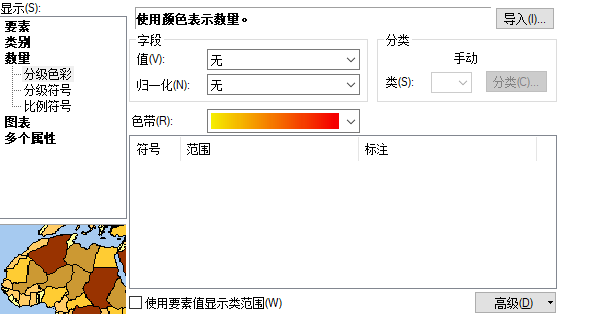 显示(S):
要素
类别
数量
分级色彩
分级符号
比例符号
图表
多个属性
使用颜色表示数量。
导入(I)...
字段
值(V):
无
归一化(N):
无
分类
手动
类(S):
分类(C)...
色带(R):
符号
范围
标注
使用要素值显示类范围(W)
高级(D)